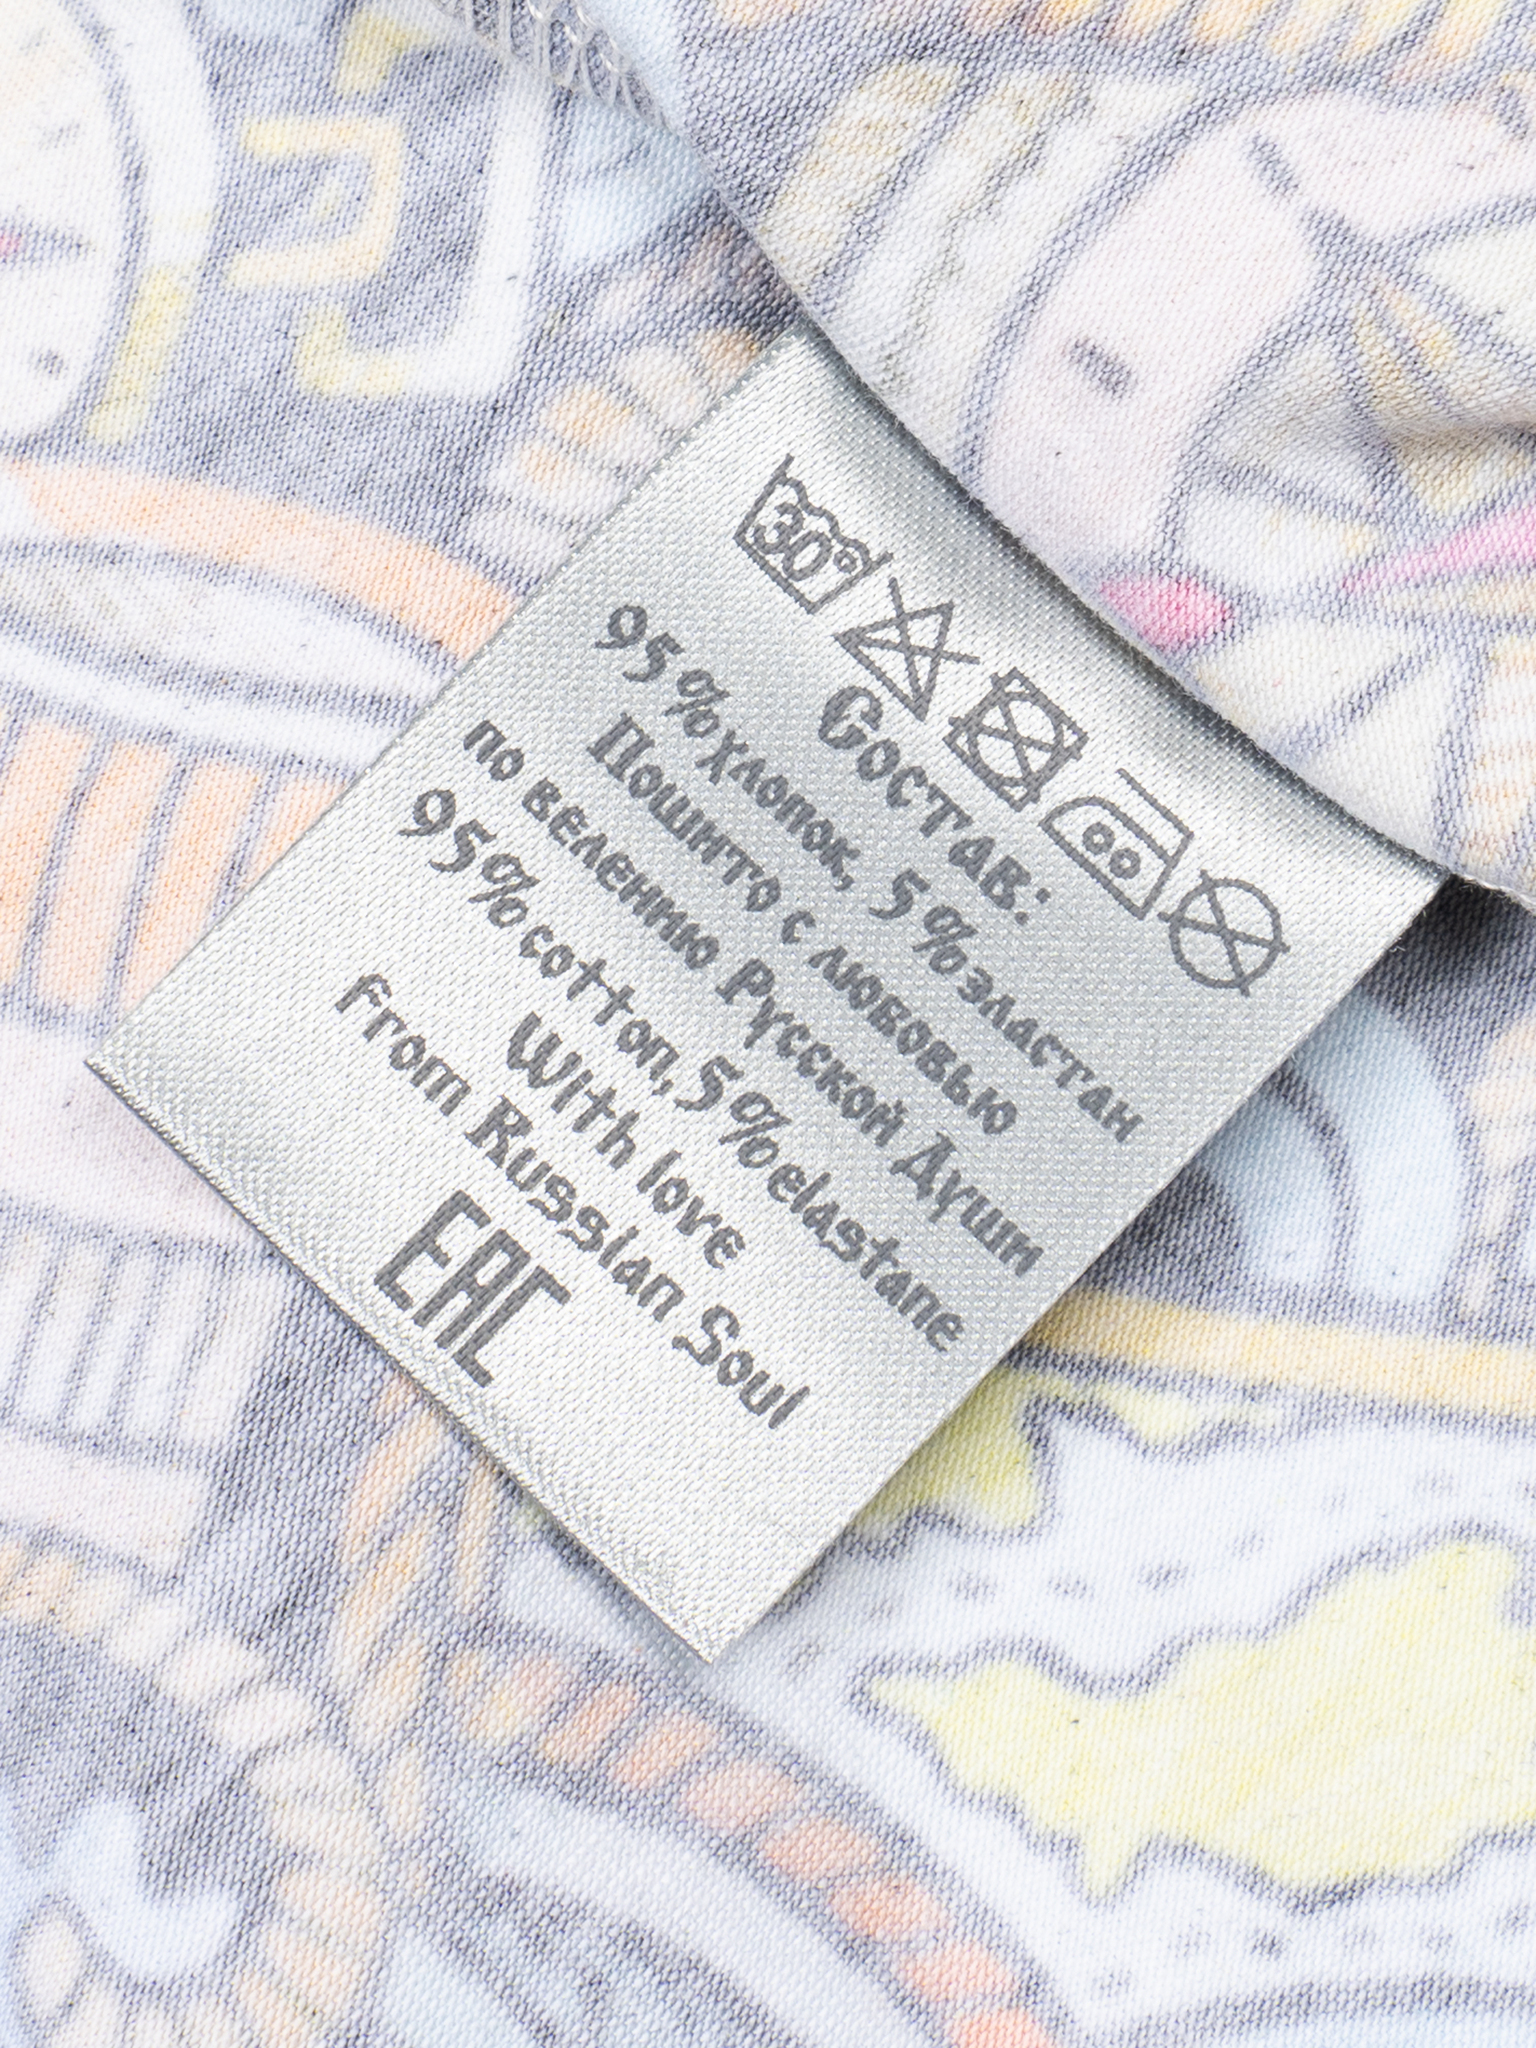 30°
Состав:
95% хлопок, 5% эластан
Пошито с любовью
по велению Русской Души
95% cotton, 5% elastane
With love
from Russian Soul
EAC